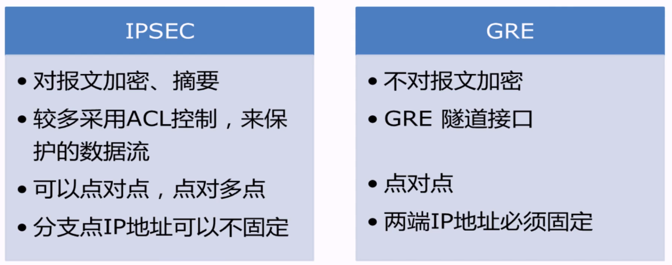 IPSEC
• 对报文加密、摘要
• 较多采用ACL控制，来保
护的数据流
• 可以点对点，点对多点
• 分支点IP地址可以不固定
GRE
• 不对报文加密
• GRE 隧道接口
• 点对点
• 两端IP地址必须固定